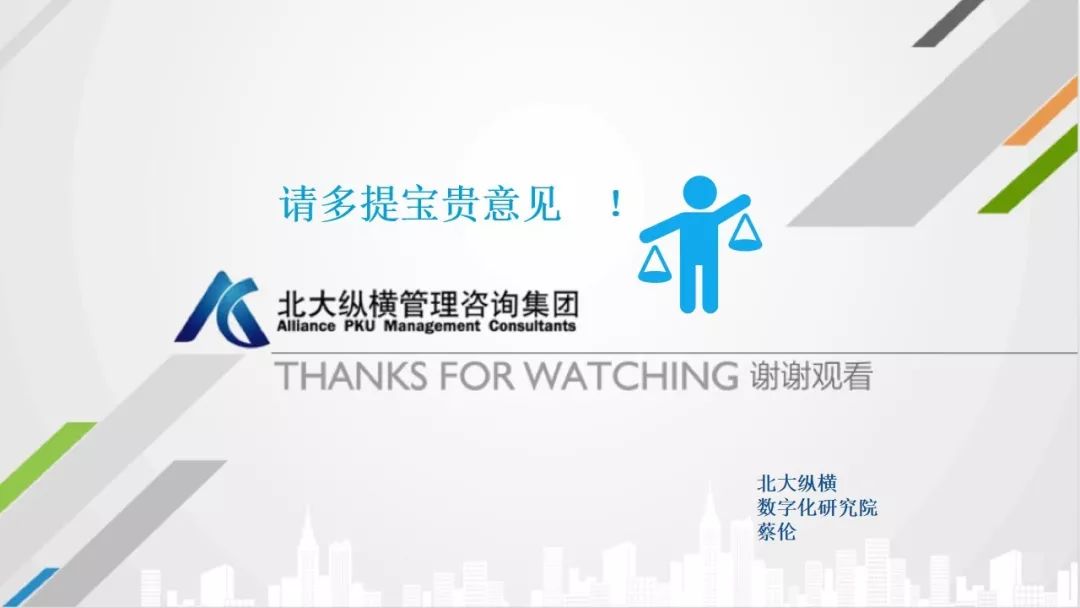 请多提宝贵意见 ！
北大纵横管理咨询集团
Alliance PKU Management Consultants
THANKS FOR WATCHING 谢谢观看
北大纵横
数字化研究院
蔡伦